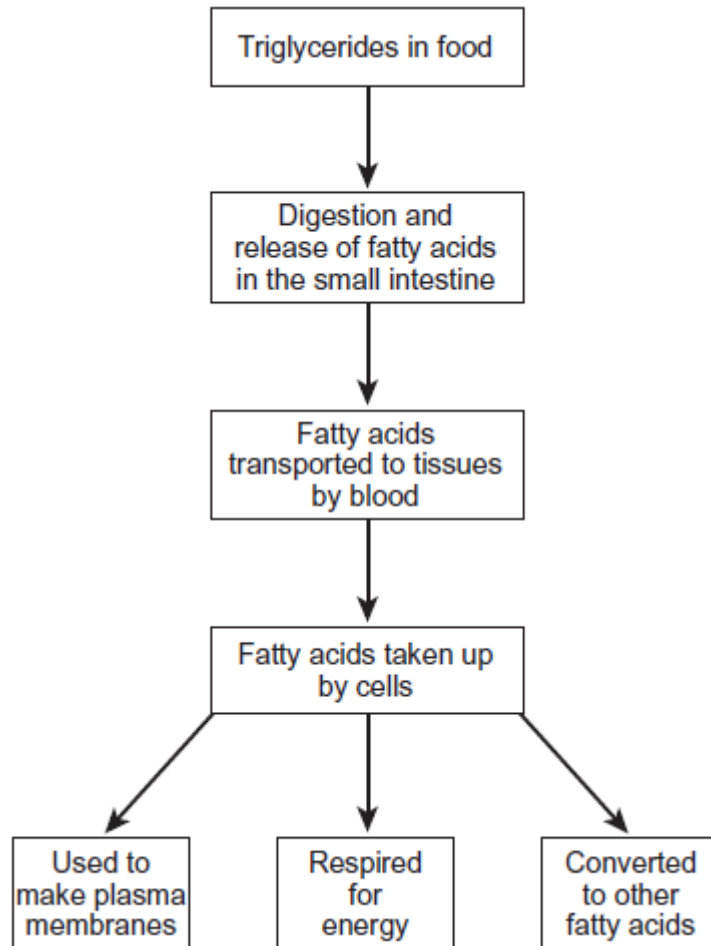 Triglycerides in food
Digestion and
release of fatty acids
in the small intestine
Fatty acids
transported to tissues
by blood
Fatty acids taken up
by cells
Used to
make plasma
membranes
Respired
for
energy
Converted
to other
fatty acids